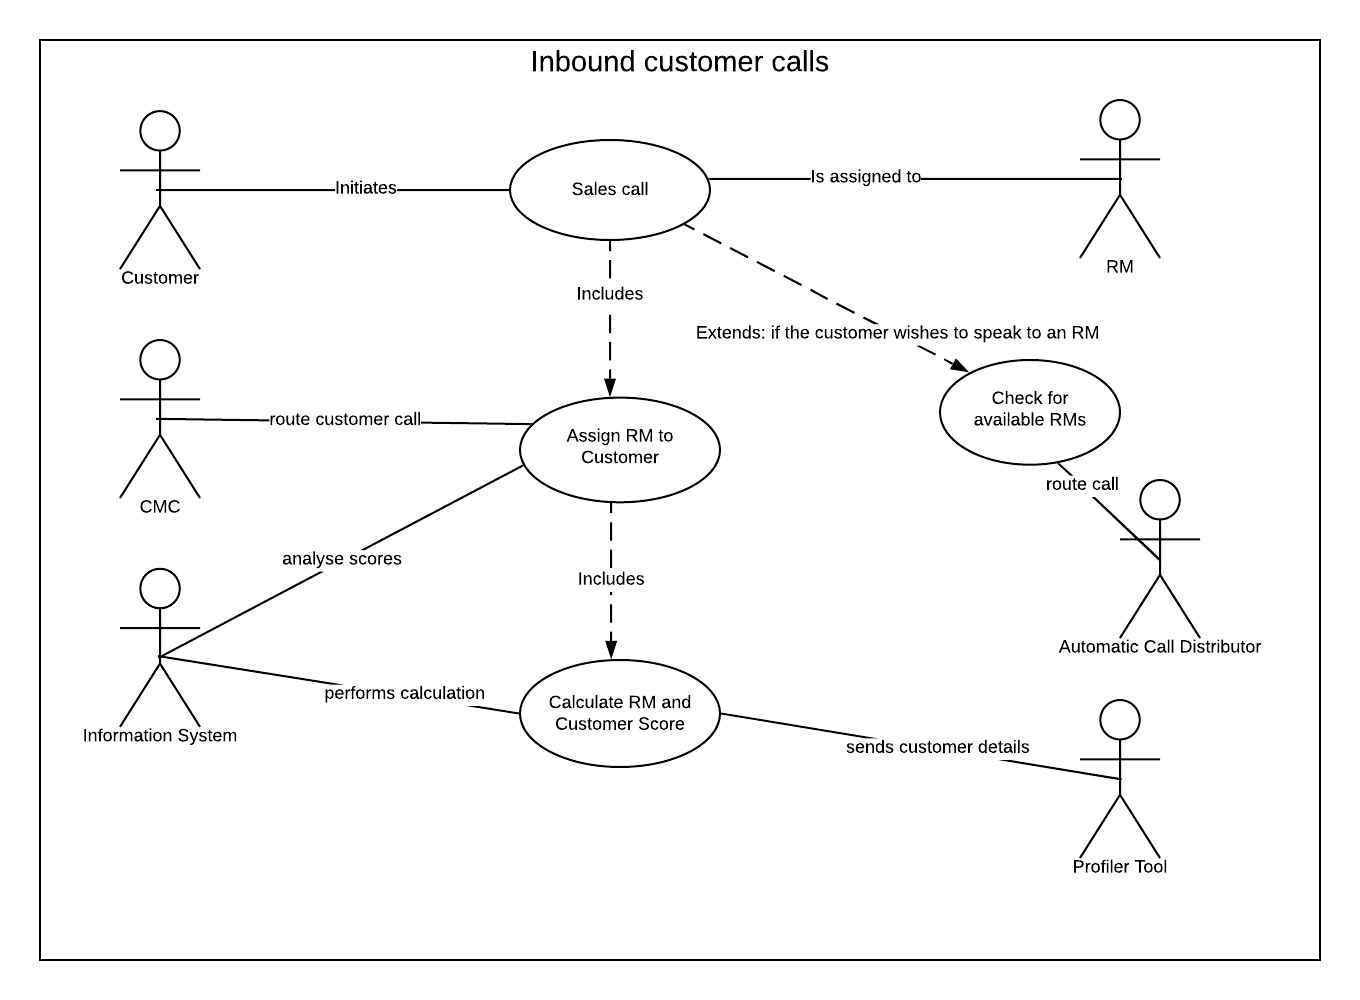 Inbound customer calls
Initiates
Sales call
Is assigned to
Customer
RM
Includes
Extends: if the customer wishes to speak to an RM
Check for
available RMs
route customer call
Assign RM to
Customer
CMC
route call
analyse scores
Includes
Automatic Call Distributor
Information System
performs calculation
Calculate RM and
Customer Score
sends customer details
Profiler Tool